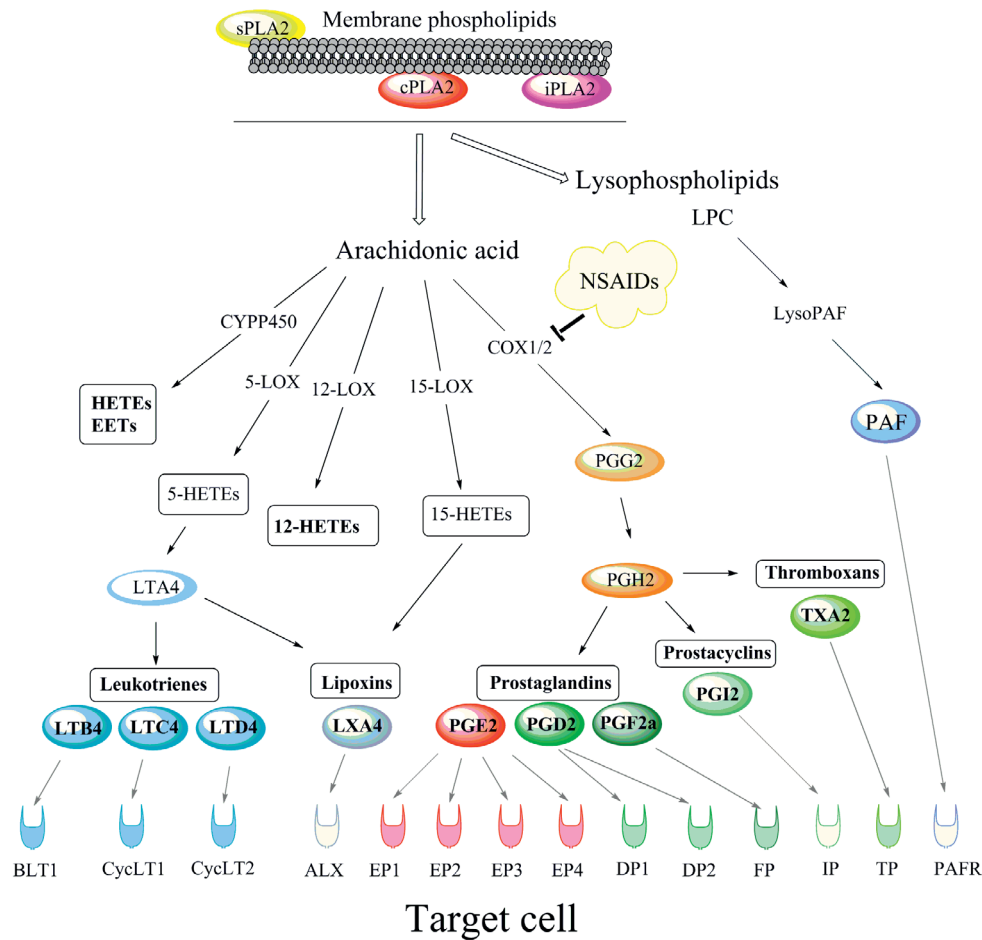 sPLA2
Membrane phospholipids
cPLA2
iPLA2
Lysophospholipids
LPC
Arachidonic acid
NSAIDs
LysoPAF
CYPP450
COX1/2
5-LOX
12-LOX
15-LOX
HETEs
EETs
PAF
PGG2
5-HETEs
12-HETEs
15-HETEs
LTA4
PGH2
Thromboxans
TXA2
Prostacyclins
PGI2
Leukotrienes
Lipoxins
Prostaglandins
LTB4
LTC4
LTD4
LXA4
PGE2
PGD2
PGF2a
BLT1
CycLT1
CycLT2
ALX
EP1
EP2
EP3
EP4
DP1
DP2
FP
IP
TP
PAFR
Target cell